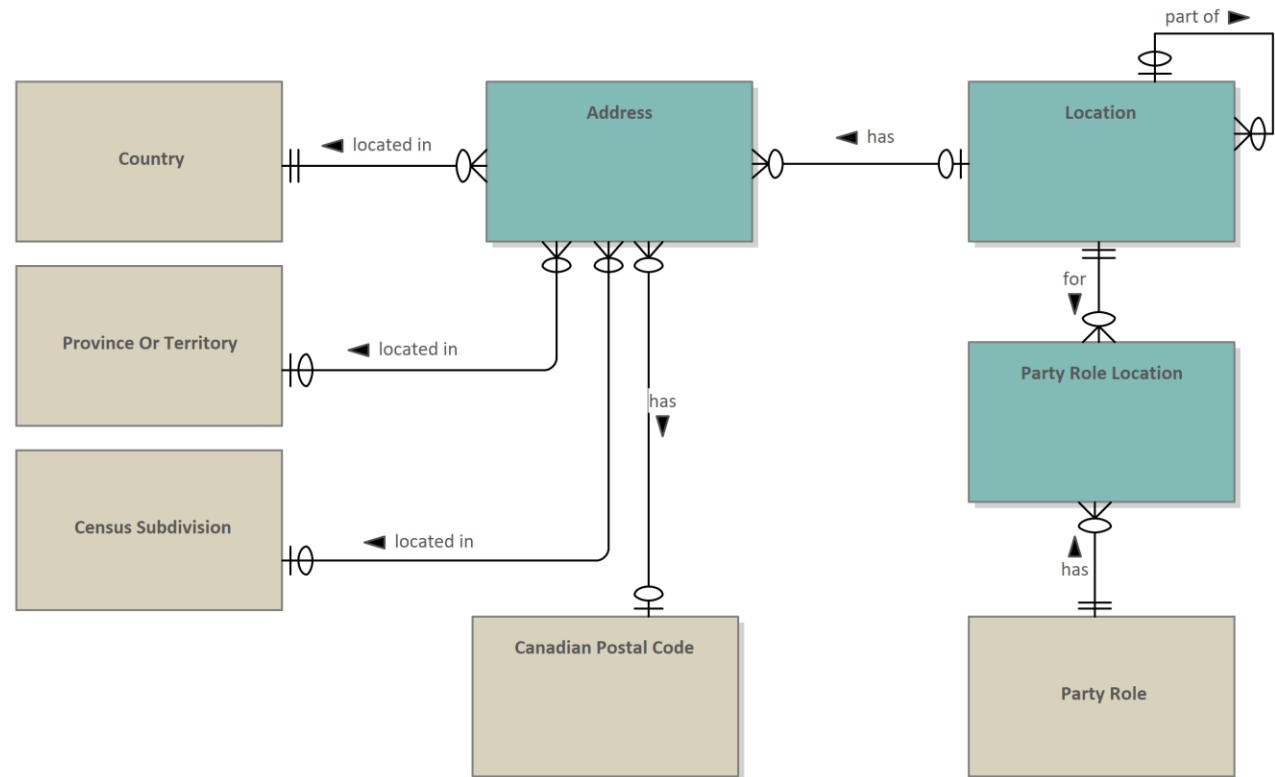 part of
Address
Location
located in
has
Country
for
Province Or Territory
located in
Party Role Location
has
Census Subdivision
located in
has
Canadian Postal Code
Party Role